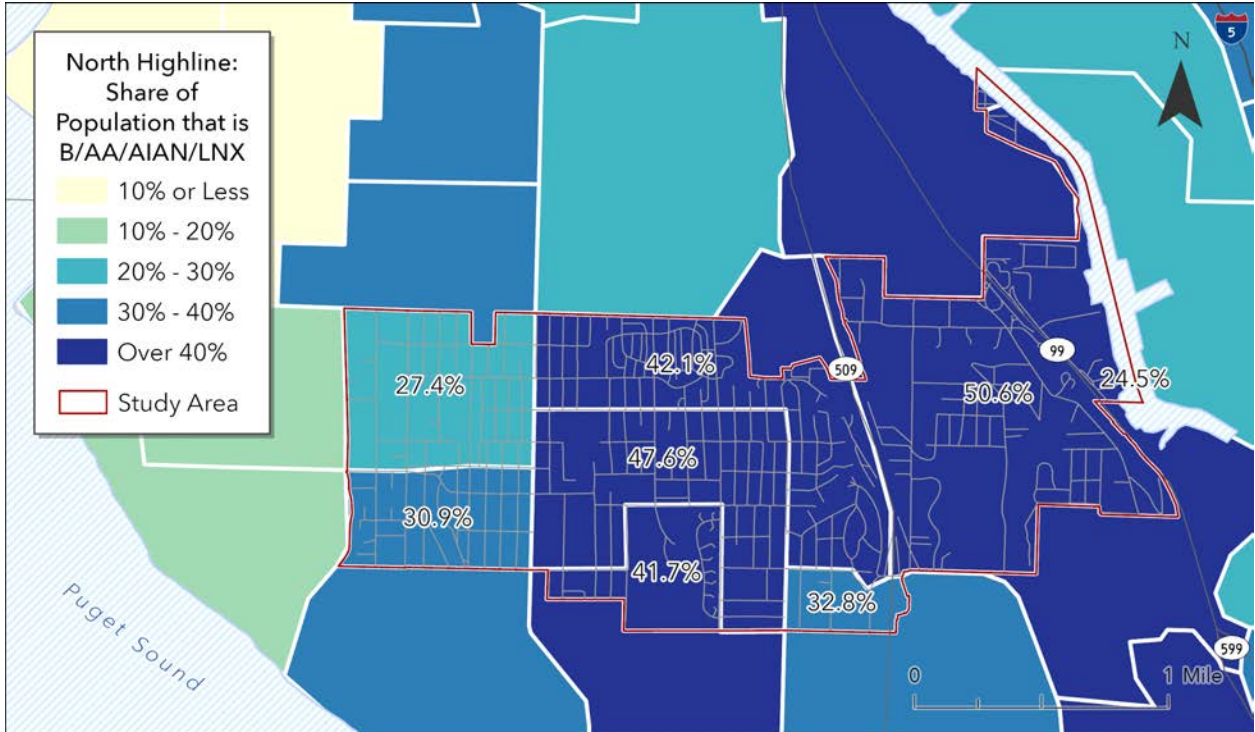 North Highline:
Share of
Population that is
B/AA/AIAN/LNX
10% or Less
10% - 20%
20% - 30%
30% - 40%
Over 40%
Study Area
5
N
99
509
42.1%
27.4%
24.5%
50.6%
47.6%
30.9%
41.7%
32.8%
Puget Sound
599
0
1 Mile